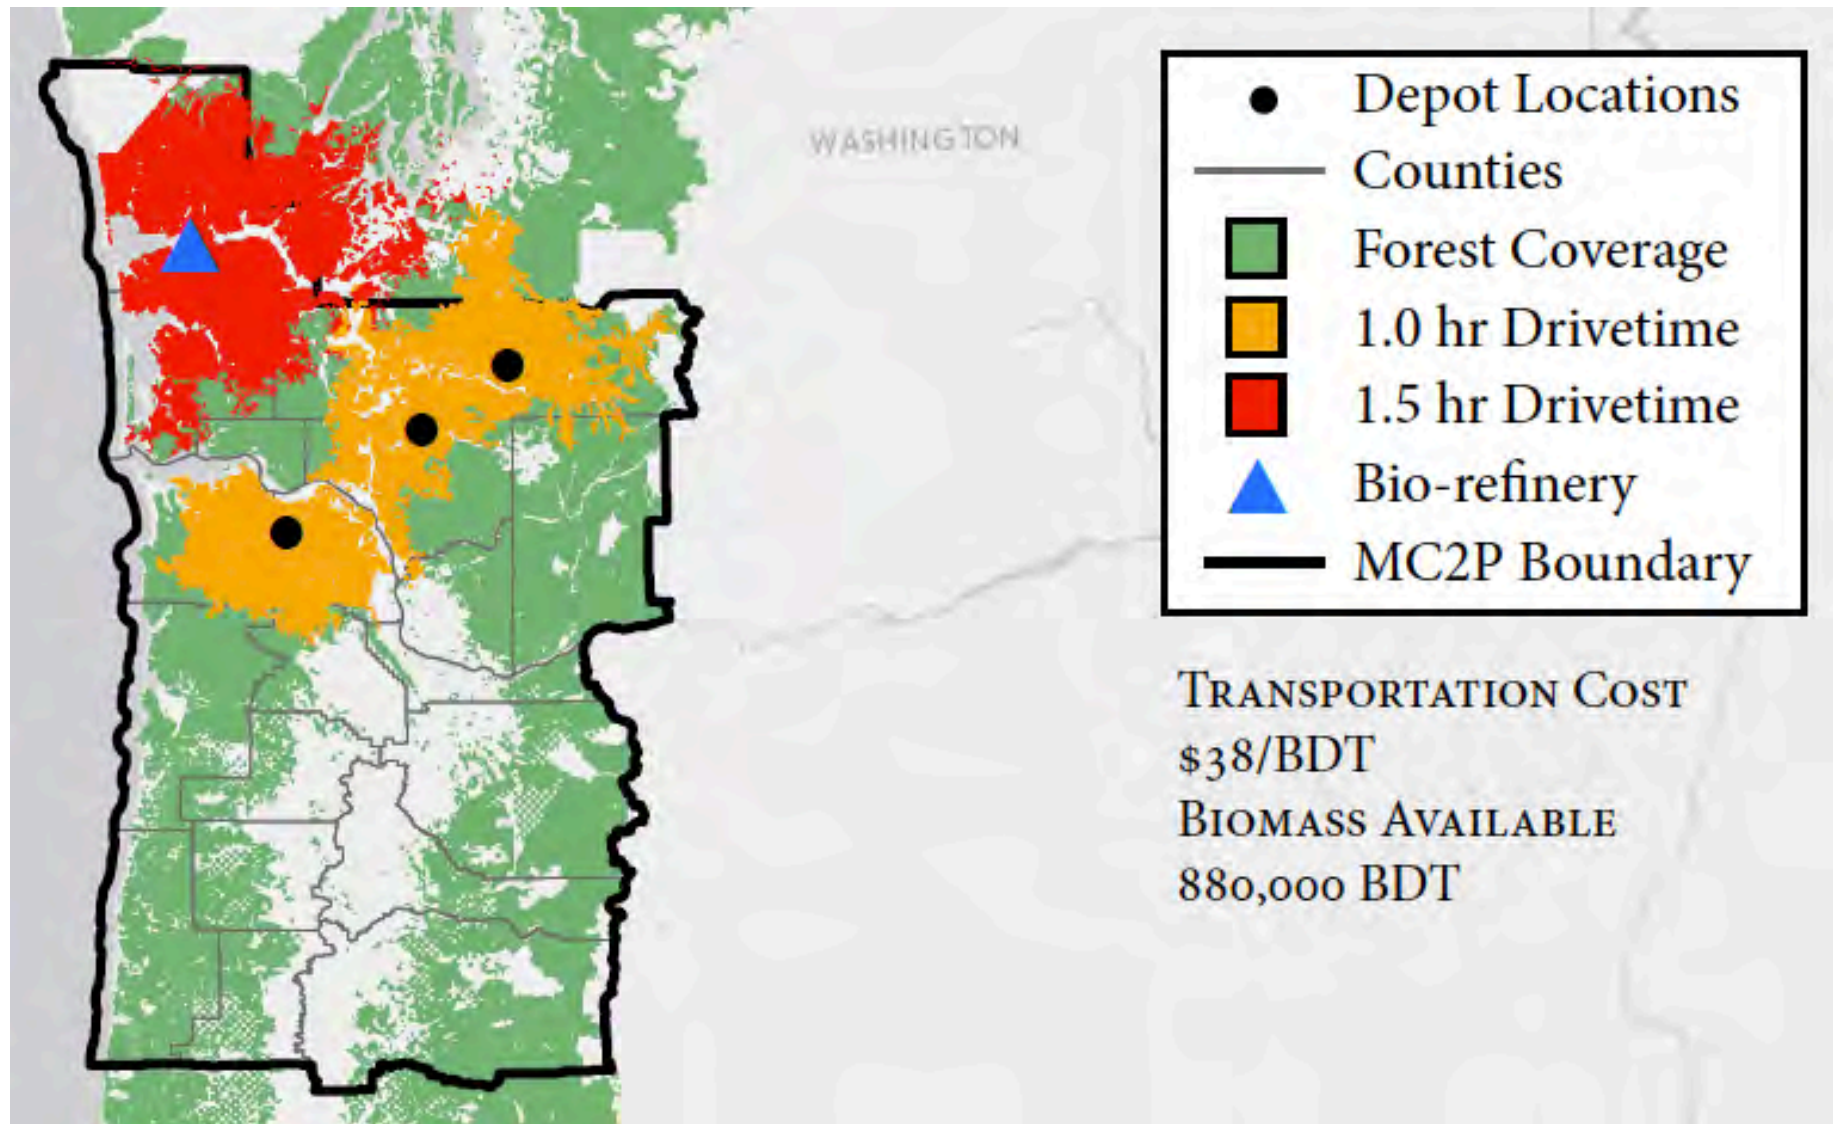 WASHINGTON
Depot Locations
Counties
Forest Coverage
1.0 hr Drivetime
1.5 hr Drivetime
Bio-refinery
MC2P Boundary
TRANSPORTATION COST
$38/BDT
BIOMASS AVAILABLE
880,000 BDT